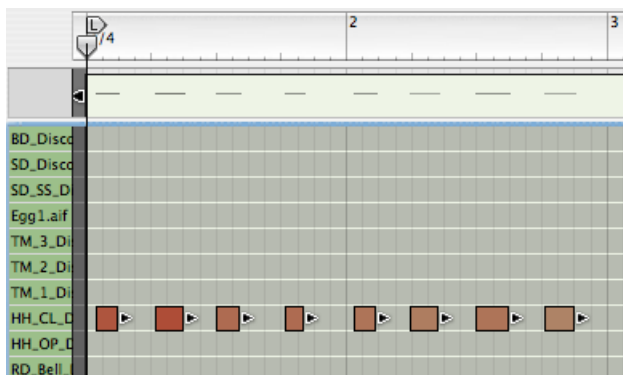 L 2 3
/4
BD_Disco
SD_Disco
SD_SS_Di
Egg1.aif
TM_3_Di
TM_2_Di
TM_1_Di
HH_CL_D
HH_OP_D
RD_Bell_